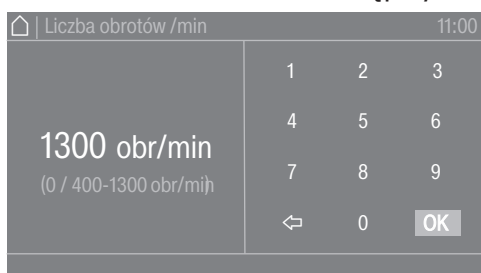 | Liczba obrotów /min 11:00
1 2 3
4 5 6
1300 obr/min
(0 / 400-1300 obr/min)
7 8 9
0 OK